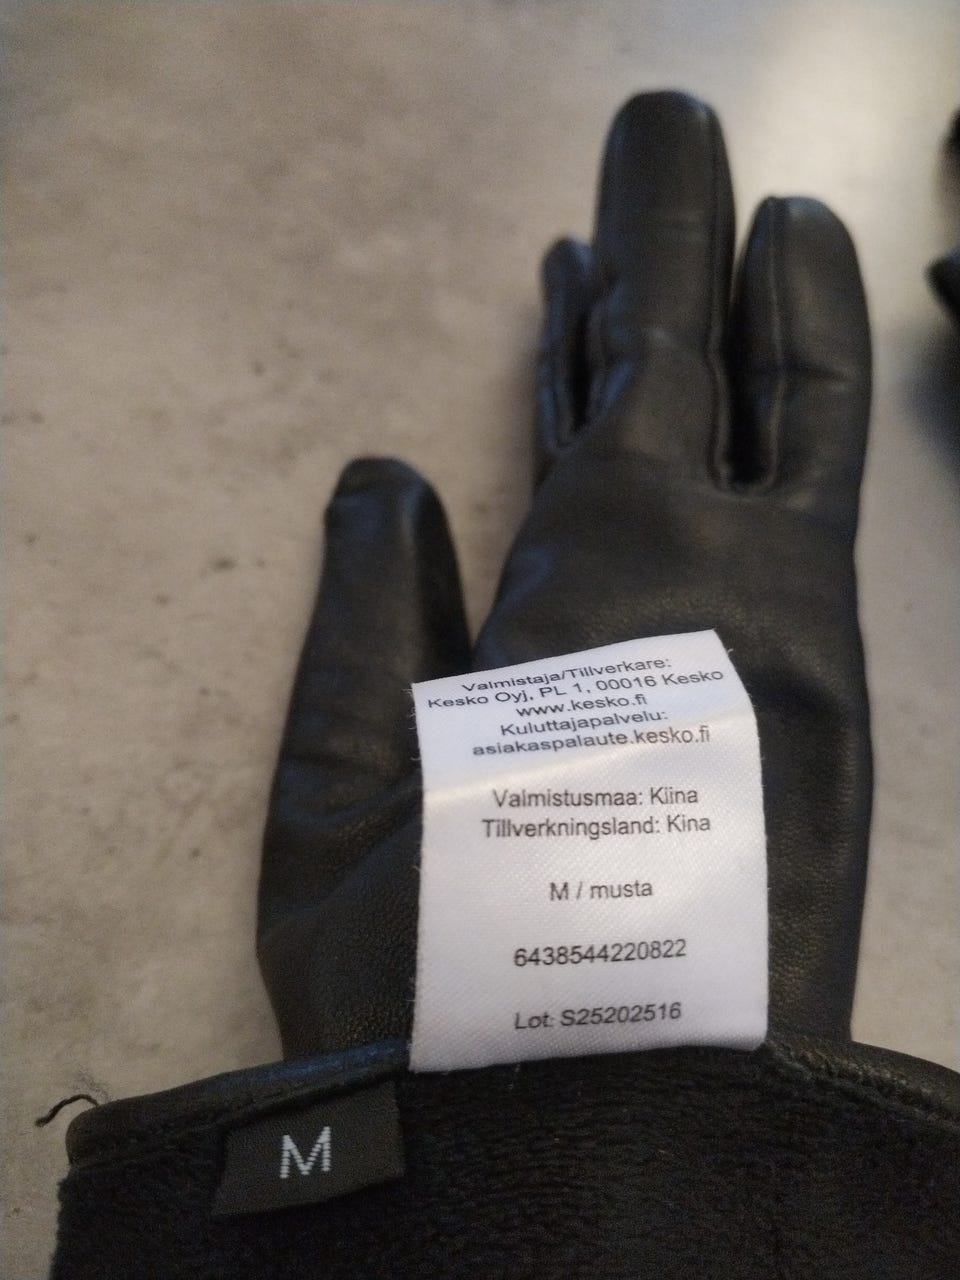 Valmistaja/Tillverkare:
Kesko Oyj, PL 1, 00016 Kesko
www.kesko.fi
Kuluttajapalvelu:
asiakaspalaute.kesko.fi
Valmistusmaa: Kiina
Tillverkningsland: Kina
M / musta
6438544220822
Lot: S25202516
M